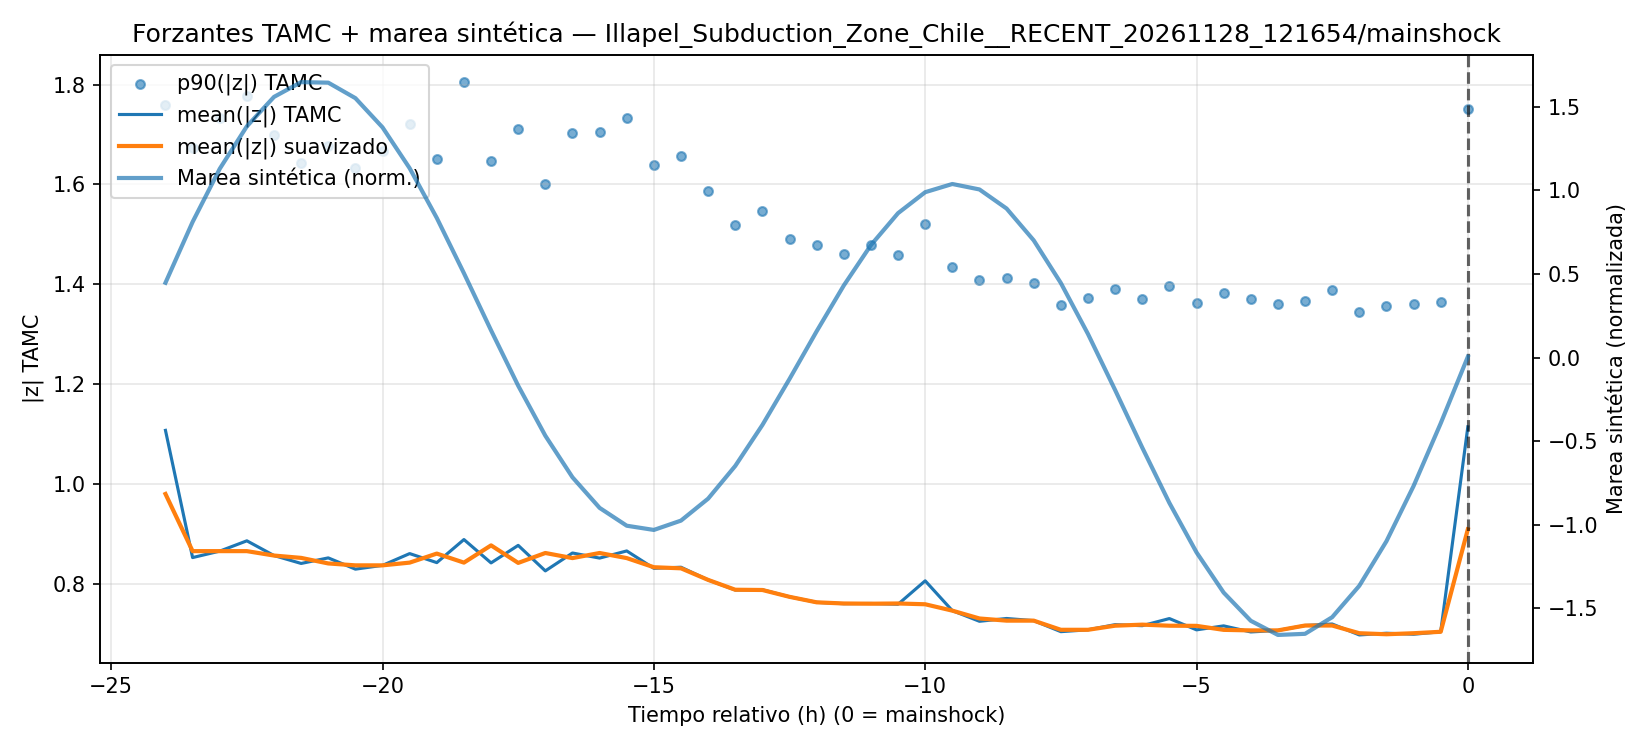 Forzantes TAMC + marea sintética — Illapel_Subduction_Zone_Chile__RECENT_20261128_121654/mainshock
p90(|z|) TAMC
mean(|z|) TAMC
mean(|z|) suavizado
Marea sintética (norm.)
|z| TAMC
1.8
1.6
1.4
1.2
1.0
0.8
1.5
1.0
0.5
0.0
−0.5
−1.0
−1.5
Marea sintética (normalizada)
−25
−20
−15
−10
−5
0
Tiempo relativo (h) (0 = mainshock)